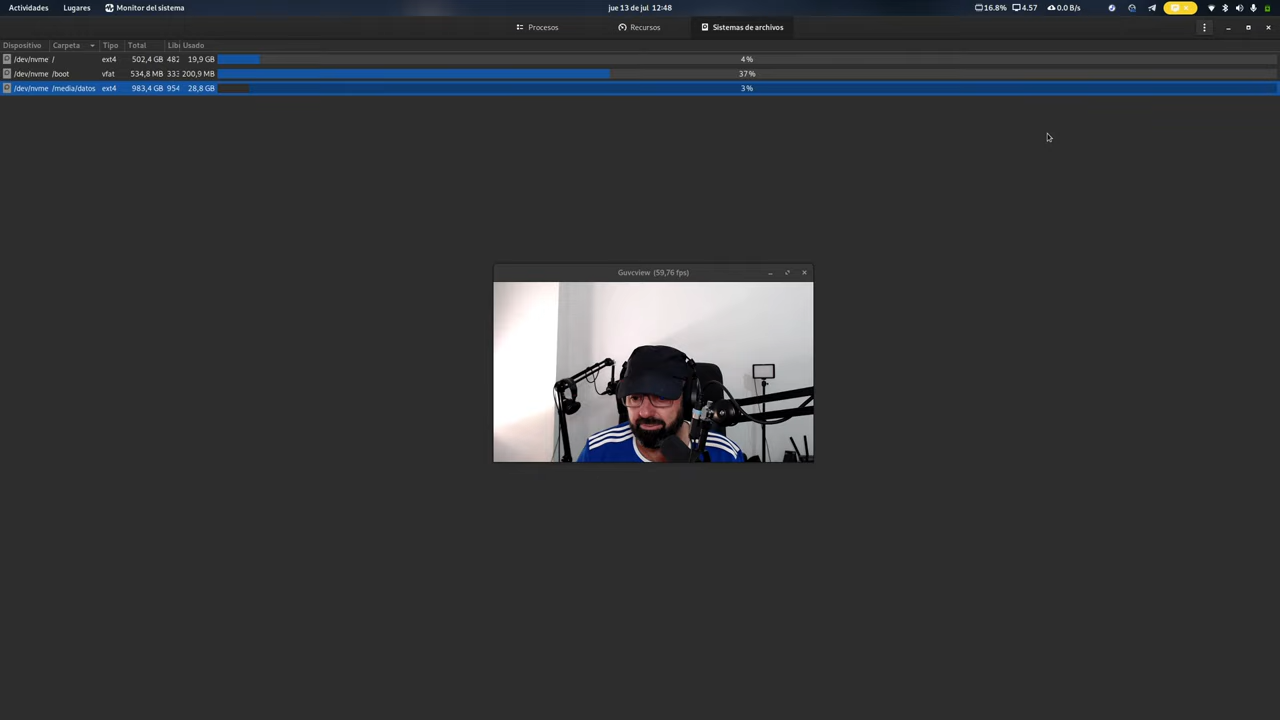 Actividades Lugares Monitor del sistema jue 13 de jul 12:48 16.8% 4.57 0.0 B/s
Procesos Recursos Sistemas de archivos
Dispositivo Carpeta Tipo Total Libr Usado
/dev/nvme / ext4 502,4 GB 482 19,9 GB 4 %
/dev/nvme /boot vfat 534,8 MB 333 200,9 MB 37 %
/dev/nvme /media/datos ext4 983,4 GB 954 28,8 GB 3 %
Guvcview (59,76 fps)